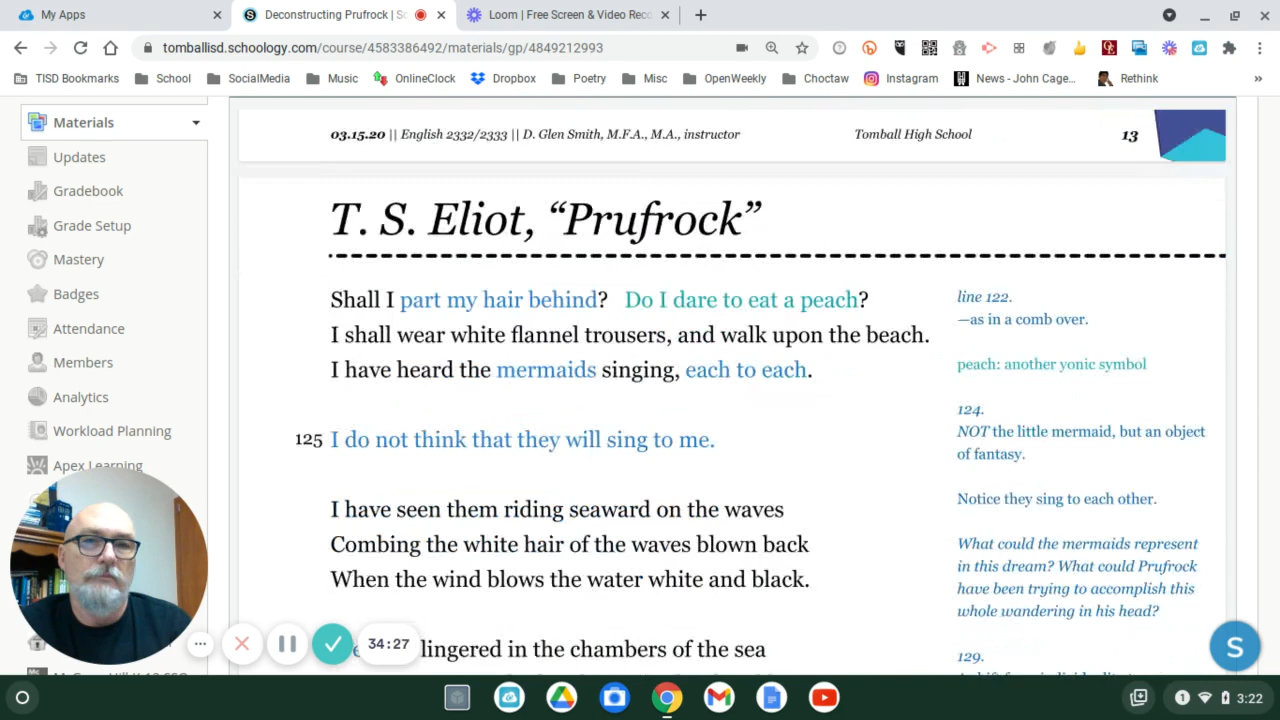 My Apps
Deconstructing Prufrock | Sc
Loom | Free Screen & Video Rec
tomballisd.schoology.com/course/4583386492/materials/gp/4849212993
TISD Bookmarks
School
SocialMedia
Music
OnlineClock
Dropbox
Poetry
Misc
OpenWeekly
Choctaw
Instagram
News - John Cage...
Rethink
»
Materials
Updates
Gradebook
Grade Setup
Mastery
Badges
Attendance
Members
Analytics
Workload Planning
Apex Learning
03.15.20 || English 2332/2333 || D. Glen Smith, M.F.A., M.A., instructor
Tomball High School
13
T. S. Eliot, “Prufrock”
Shall I part my hair behind? Do I dare to eat a peach?
I shall wear white flannel trousers, and walk upon the beach.
I have heard the mermaids singing, each to each.
125 I do not think that they will sing to me.
I have seen them riding seaward on the waves
Combing the white hair of the waves blown back
When the wind blows the water white and black.
lingered in the chambers of the sea
line 122.
—as in a comb over.
peach: another yonic symbol
124.
NOT the little mermaid, but an object
of fantasy.
Notice they sing to each other.
What could the mermaids represent
in this dream? What could Prufrock
have been trying to accomplish this
whole wandering in his head?
129.
34:27
S
1
3:22